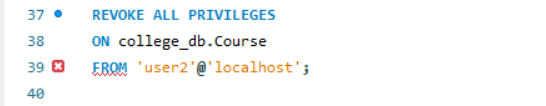 37 REVOKE ALL PRIVILEGES
38 ON college_db.Course
39 FROM 'user2'@'localhost';
40